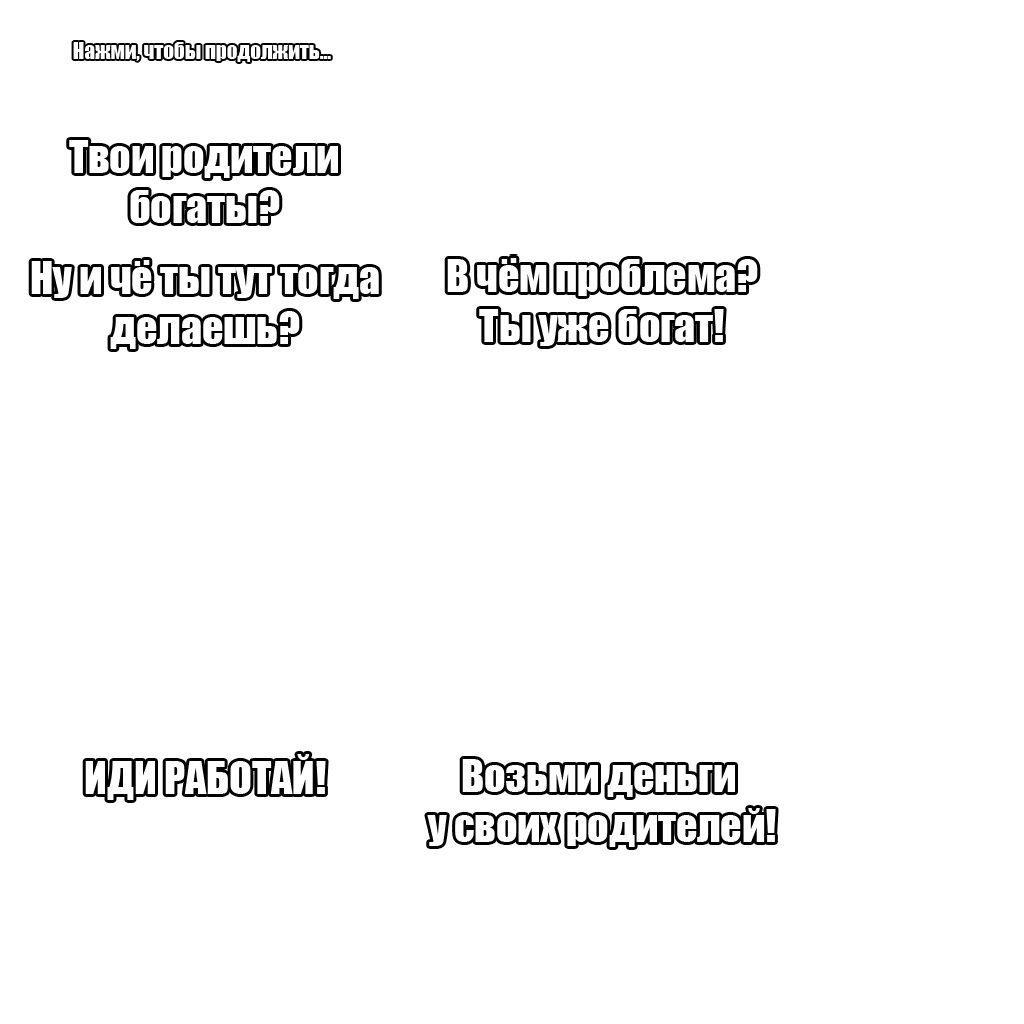 Нажми, чтобы продолжить...
Твои родители
богаты?
Ну и чё ты тут тогда
делаешь?
В чём проблема?
Ты уже богат!
ИДИ РАБОТАЙ!
Возьми деньги
у своих родителей!